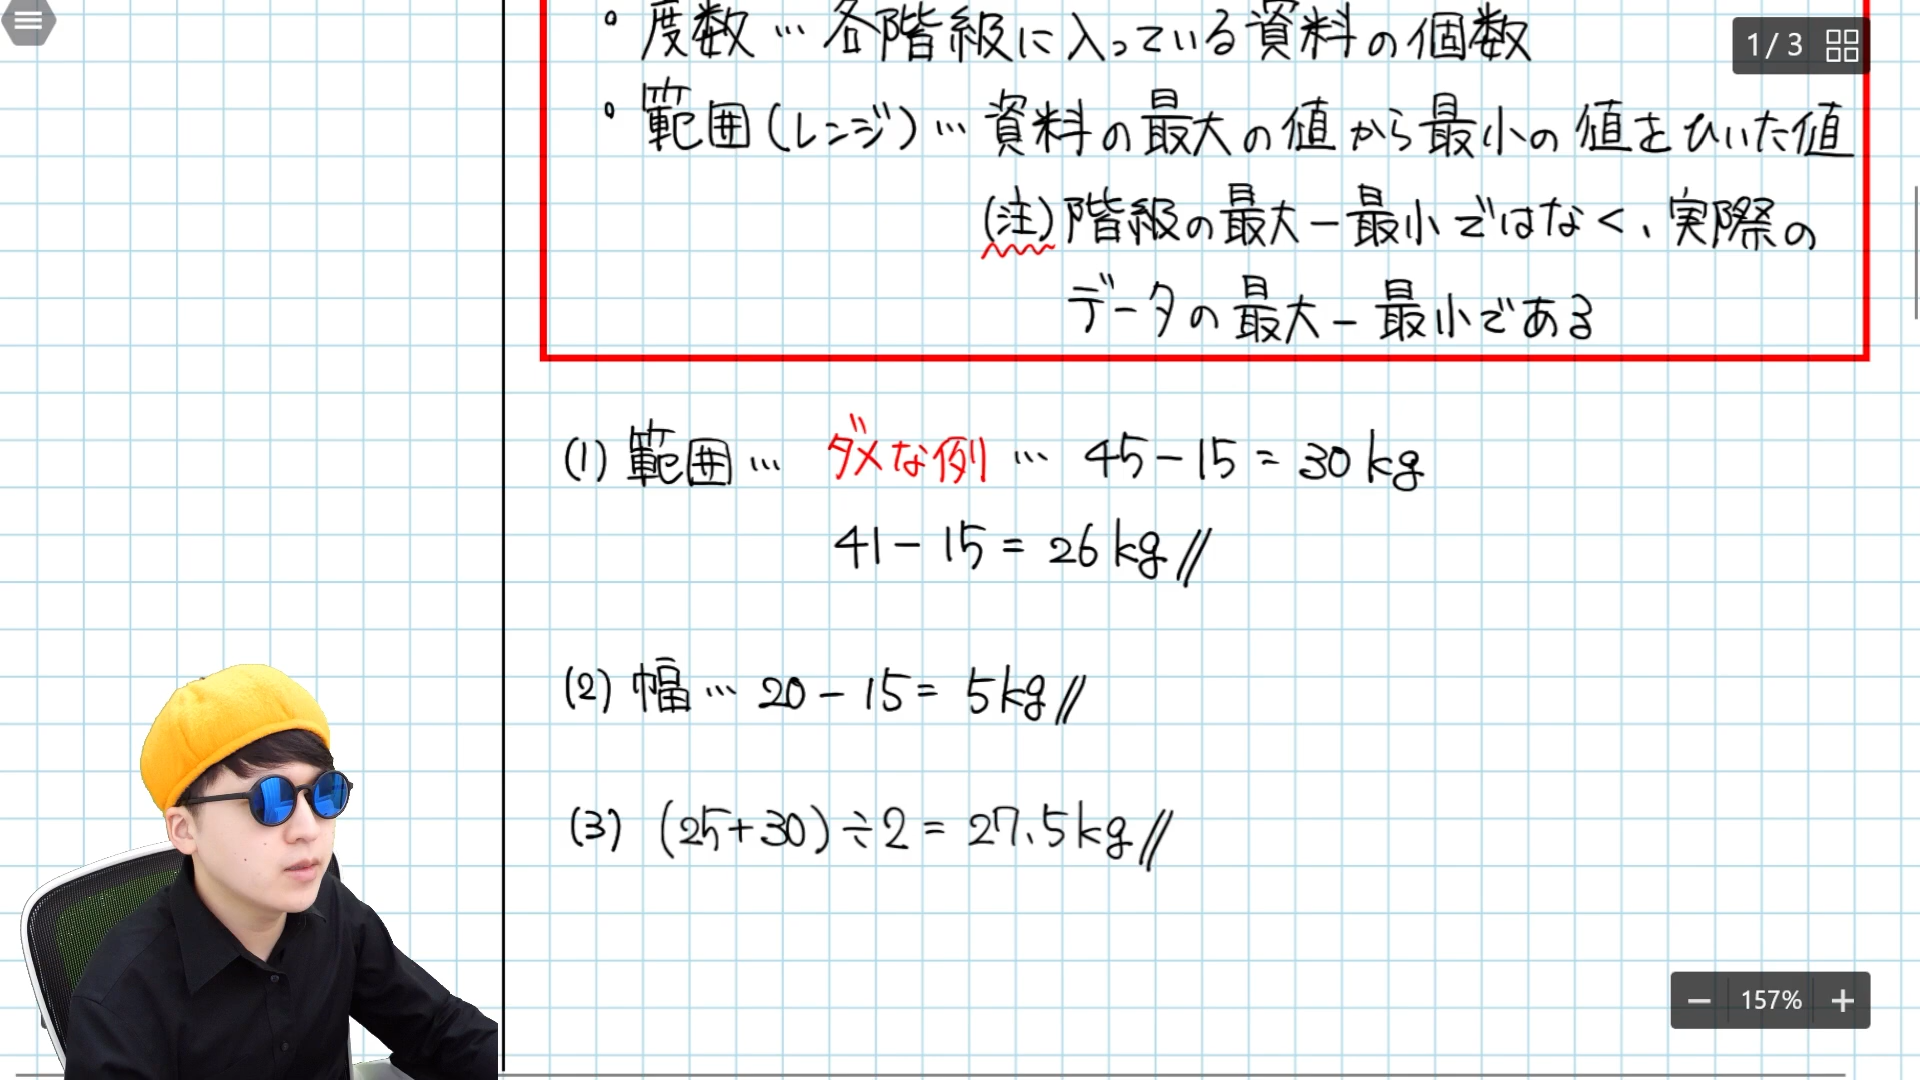 度数…各階級に入っている資料の個数
1/3
範囲(レンジ)…資料の最大の値から最小の値をひいた値
(注)階級の最大ー最小ではなく、実際の
データの最大ー最小である
(1) 範囲… ダメな例… 45-15=30kg
41-15=26kg
(2) 幅…20-15=5kg
(3) (25+30)÷2=27.5kg
157%